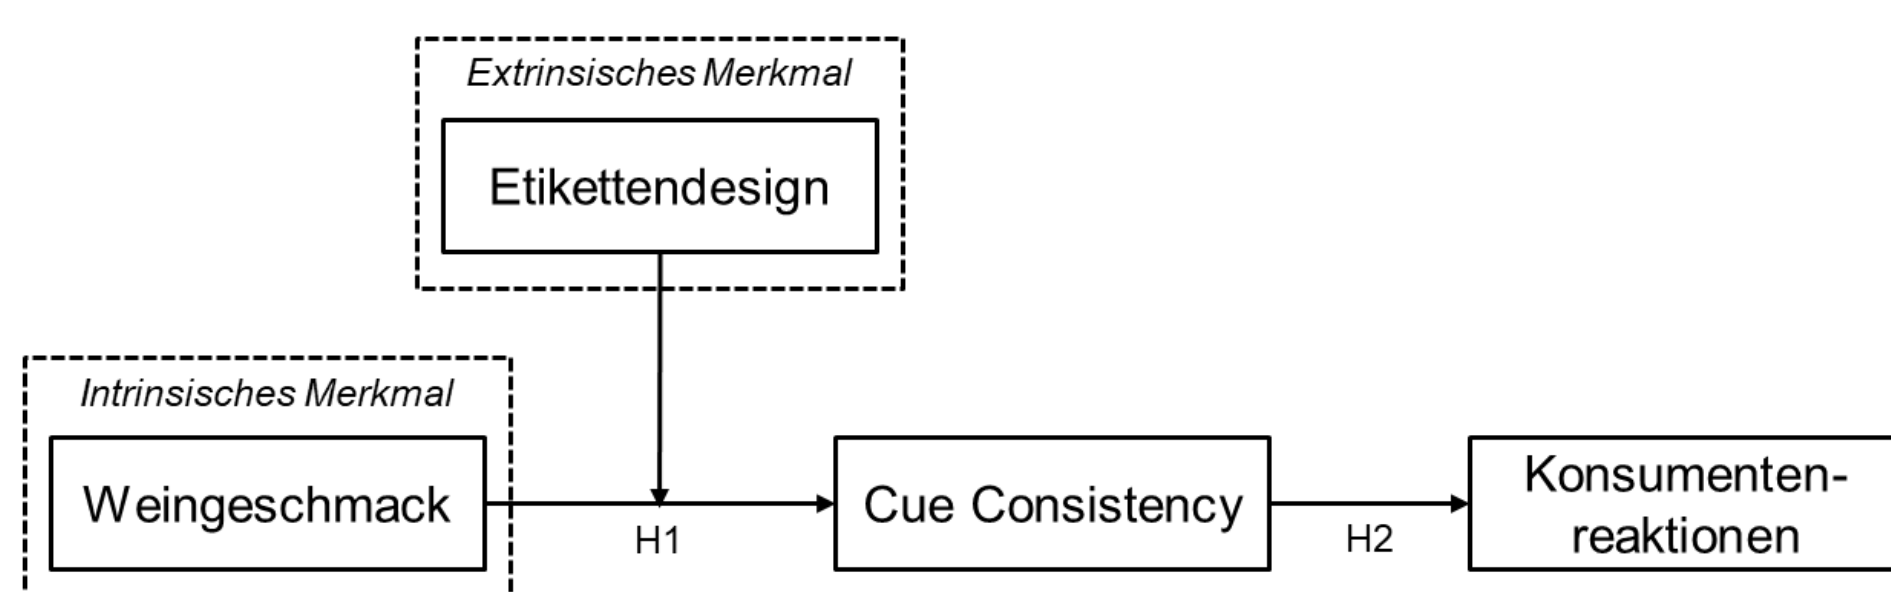 Extrinsisches Merkmal
Etikettendesign
Intrinsisches Merkmal
Weingeschmack
H1
Cue Consistency
H2
Konsumenten-
reaktionen